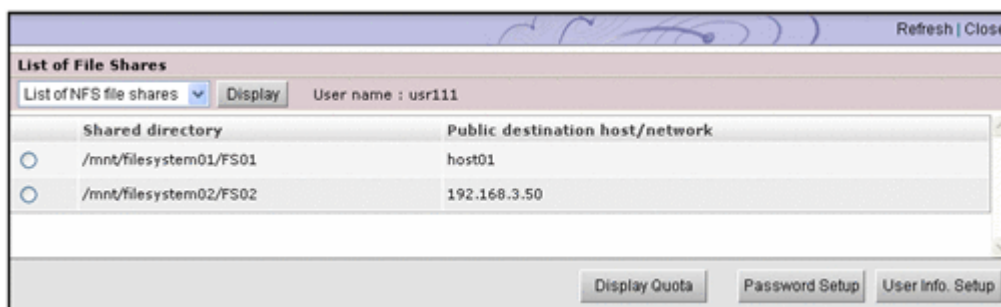 Refresh | Close
List of File Shares
List of NFS file shares Display User name : usr111
Shared directory Public destination host/network
/mnt/filesystem01/FS01 host01
/mnt/filesystem02/FS02 192.168.3.50
Display Quota Password Setup User Info. Setup